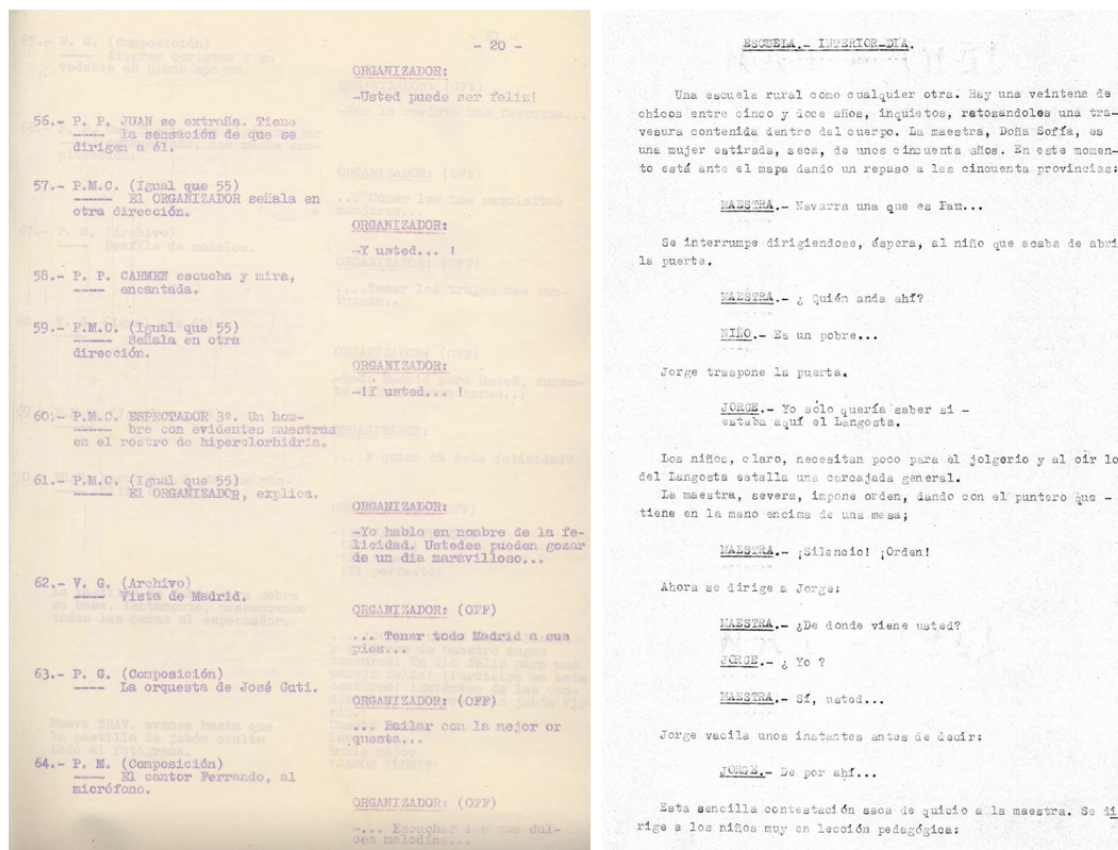 - 20 -
ORGANIZADOR:
-Usted puede ser feliz!
56.- P. P. JUAN se extraña. Tiene
la sensación de que se
dirigen a él.
57.- P.M.C. (Igual que 55)
El ORGANIZADOR señala en
otra dirección.
ORGANIZADOR:
-Y usted... !
58.- P. P. CARMEN escucha y mira,
encantada.
59.- P.M.C. (Igual que 55)
Señala en otra
dirección.
ORGANIZADOR:
-!Y usted.... !
60.- P.M.C. ESPECTADOR 3º. Un hom-
bre con evidentes muestras
en el rostro de hiperclorhidria.
61.- P.M.C. (Igual que 55)
El ORGANIZADOR, explica.
ORGANIZADOR:
-Yo hablo en nombre de la fe-
licidad. Ustedes pueden gozar
de un dia maravilloso...
62.- V. G. (Archivo)
Vista de Madrid.
ORGANIZADOR: (OFF)
... Tener todo Madrid a sus
pies...
63.- P. G. (Composición)
La orquesta de José Guti.
ORGANIZADOR: (OFF)
... Bailar con la mejor or
questa...
64.- P. M. (Composición)
El cantor Ferrando, al
micrófono.
ORGANIZADOR: (OFF)
-... Escuchar las mas dul-
ces melodías...
ESCUELA.- INTERIOR-DIA.
Una escuela rural como cualquier otra. Hay una veintena de
chicos entre cinco y doce años, inquietos, retozandoles una tra-
vesura contenida dentro del cuerpo. La maestra, Doña Sofía, es
una mujer estirada, seca, de unos cincuenta años. En este momen-
to está ante el mapa dando un repaso a las cincuenta provincias:
MAESTRA.- Navarra una que es Pam...
Se interrumpe dirigiendose, áspera, al niño que acaba de abri
la puerta.
MAESTRA.- ¿ Quién anda ahí?
NIÑO.- Es un pobre...
Jorge traspone la puerta.
JORGE.- Yo sólo quería saber si -
estaba aquí el Langosta.
Los niños, claro, necesitan poco para el jolgorio y al oir lo
del Langosta estalla una carcajada general.
La maestra, severa, impone orden, dando con el puntero que -
tiene en la mano encima de una mesa;
MAESTRA.- ¡Silencio! ¡Orden!
Ahora se dirige a Jorge:
MAESTRA.- ¿De donde viene usted?
JORGE.- ¿ Yo ?
MAESTRA.- Sí, usted...
Jorge vacila unos instantes antes de decir:
JORGE.- De por ahí...
Esta sencilla contestación saca de quicio a la maestra. Se di
rige a los niños muy en lección pedagógica: